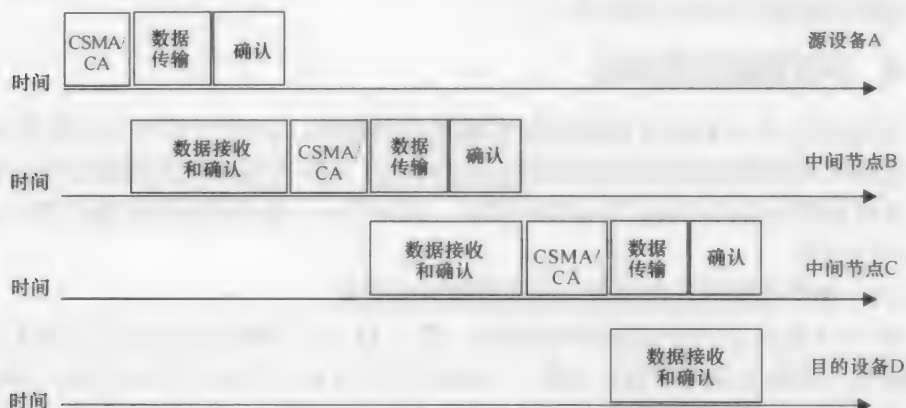 CSMA/
CA
数据
传输
确认
源设备A
时间
数据接收
和确认
CSMA/
CA
数据
传输
确认
中间节点B
时间
数据接收
和确认
CSMA/
CA
数据
传输
确认
中间节点C
时间
数据接收
和确认
目的设备D
时间